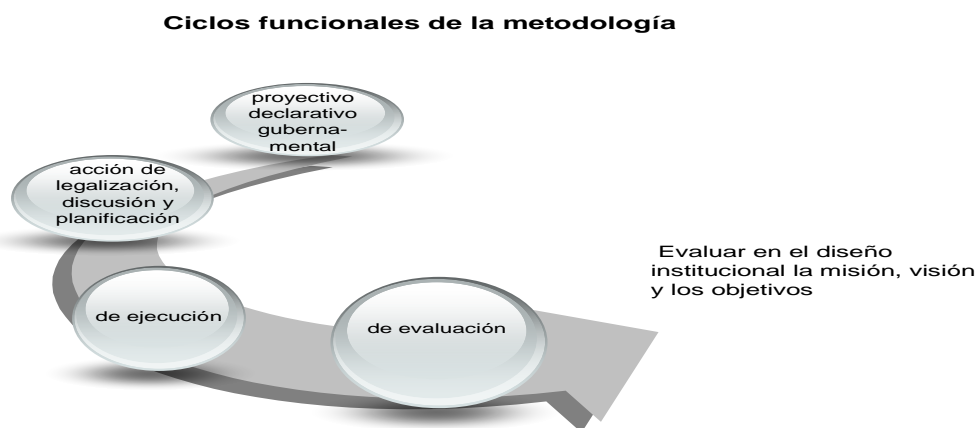 Ciclos funcionales de la metodología
proyectivo
declarativo
guberna-
mental
acción de
legalización,
discusión y
planificación
de ejecución
de evaluación
Evaluar en el diseño
institucional la misión, visión
y los objetivos